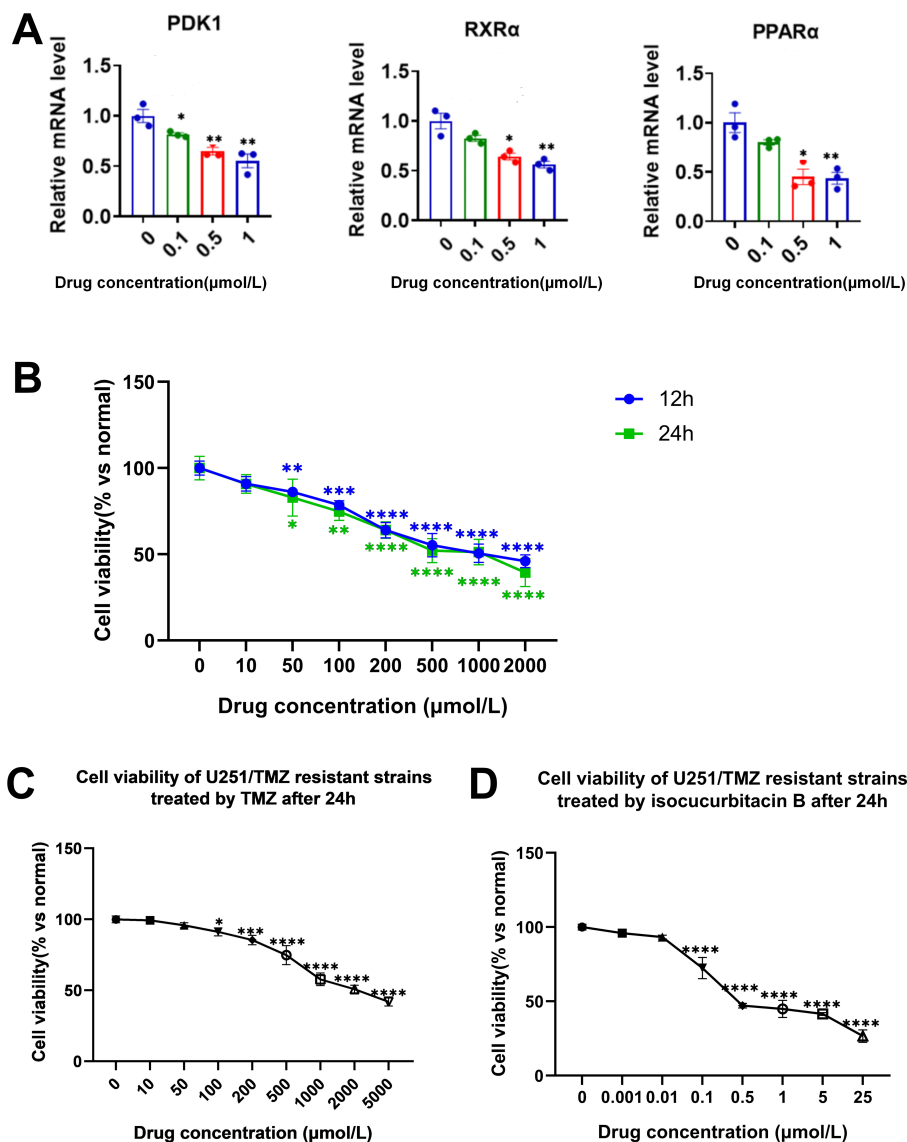 A
PDK1
Relative mRNA level
1.5
1.0
0.5
0.0
*
**
**
0
0.1
0.5
1
Drug concentration(μmol/L)
RXRα
Relative mRNA level
1.5
1.0
0.5
0.0
*
**
0
0.1
0.5
1
Drug concentration(μmol/L)
PPARα
Relative mRNA level
1.5
1.0
0.5
0.0
*
**
0
0.1
0.5
1
Drug concentration(μmol/L)
B
Cell viability(% vs normal)
150
100
50
0
**
***
****
****
****
****
*
**
****
****
****
****
0 10 50 100 200 500 1000 2000
Drug concentration (μmol/L)
12h
24h
C
Cell viability of U251/TMZ resistant strains
treated by TMZ after 24h
Cell viability(% vs normal)
150
100
50
0
*
***
****
****
****
****
0 10 50 100 200 500 1000 2000 5000
Drug concentration (μmol/L)
D
Cell viability of U251/TMZ resistant strains
treated by isocucurbitacin B after 24h
Cell viability(% vs normal)
150
100
50
0
****
****
****
****
****
0 0.001 0.01 0.1 0.5 1 5 25
Drug concentration (μmol/L)